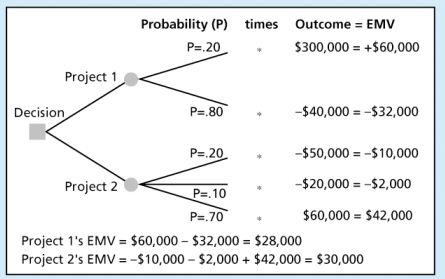 Probability (P) times Outcome = EMV
P=.20 * $300,000 = +$60,000
Project 1
Decision
P=.80 * –$40,000 = –$32,000
P=.20 * –$50,000 = –$10,000
Project 2
P=.10 * –$20,000 = –$2,000
P=.70 * $60,000 = $42,000
Project 1's EMV = $60,000 – $32,000 = $28,000
Project 2's EMV = –$10,000 – $2,000 + $42,000 = $30,000